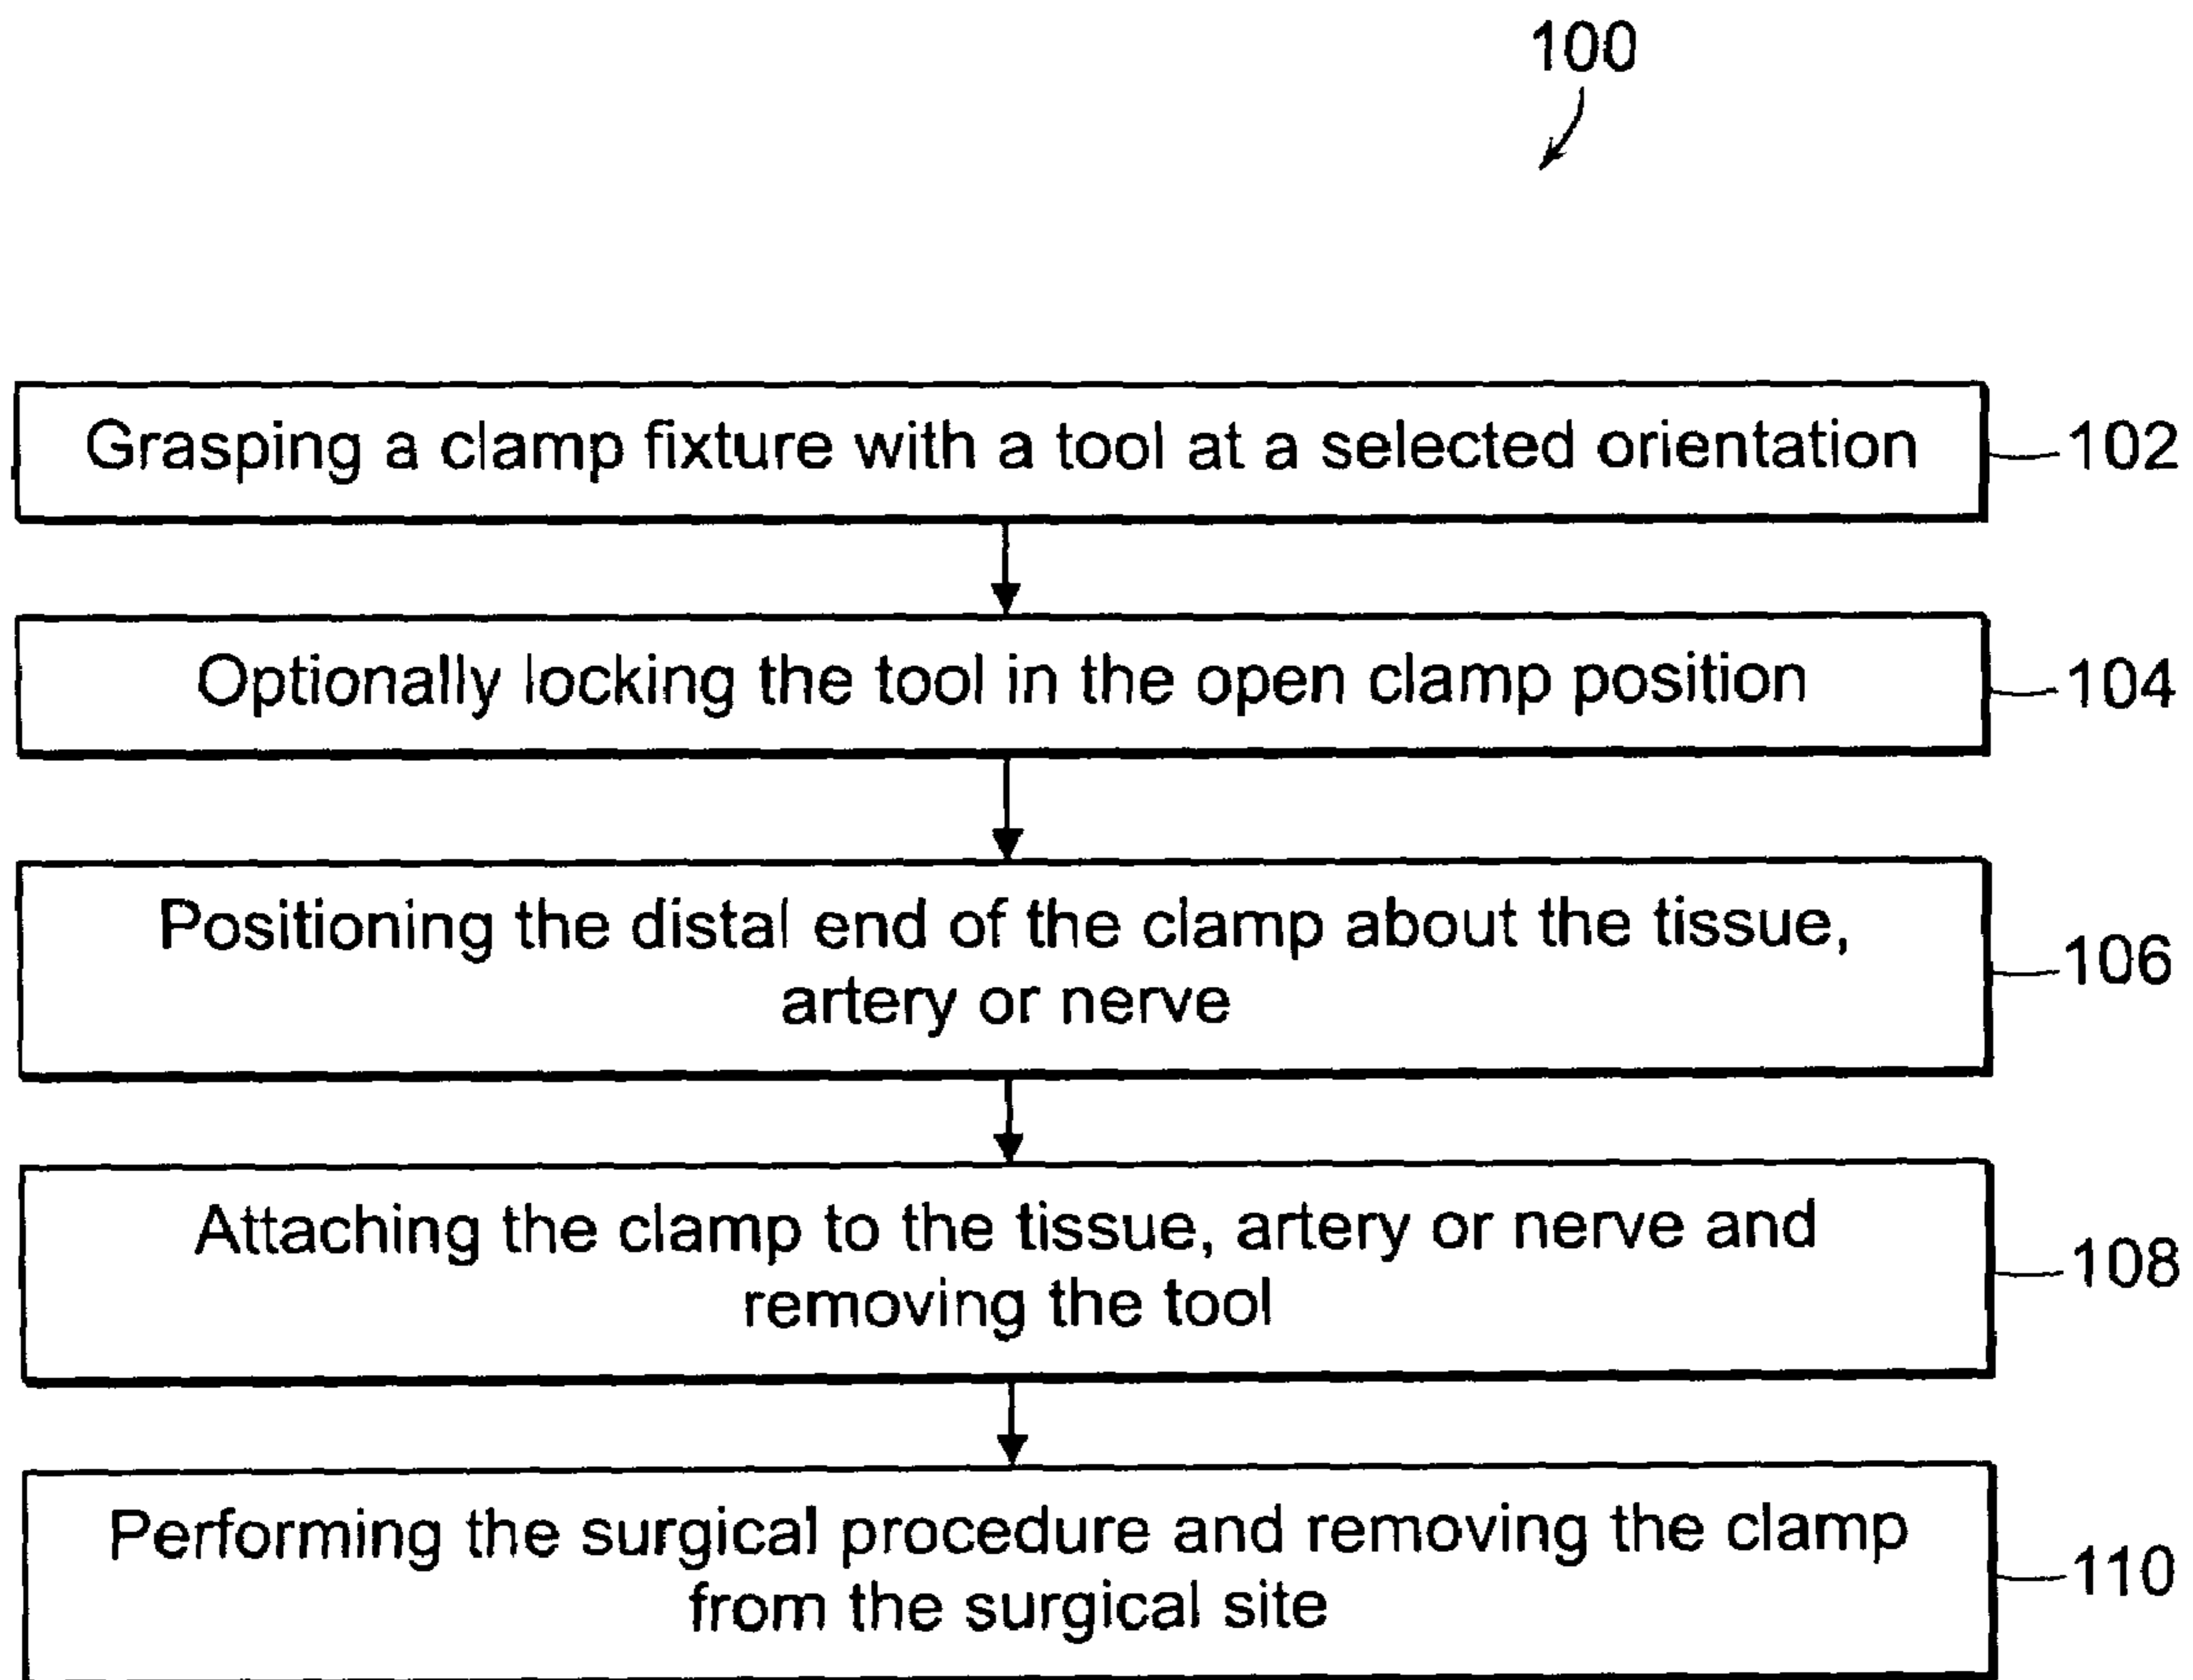 100
Grasping a clamp fixture with a tool at a selected orientation
102
Optionally locking the tool in the open clamp position
104
Positioning the distal end of the clamp about the tissue,
artery or nerve
106
Attaching the clamp to the tissue, artery or nerve and
removing the tool
108
Performing the surgical procedure and removing the clamp
from the surgical site
110